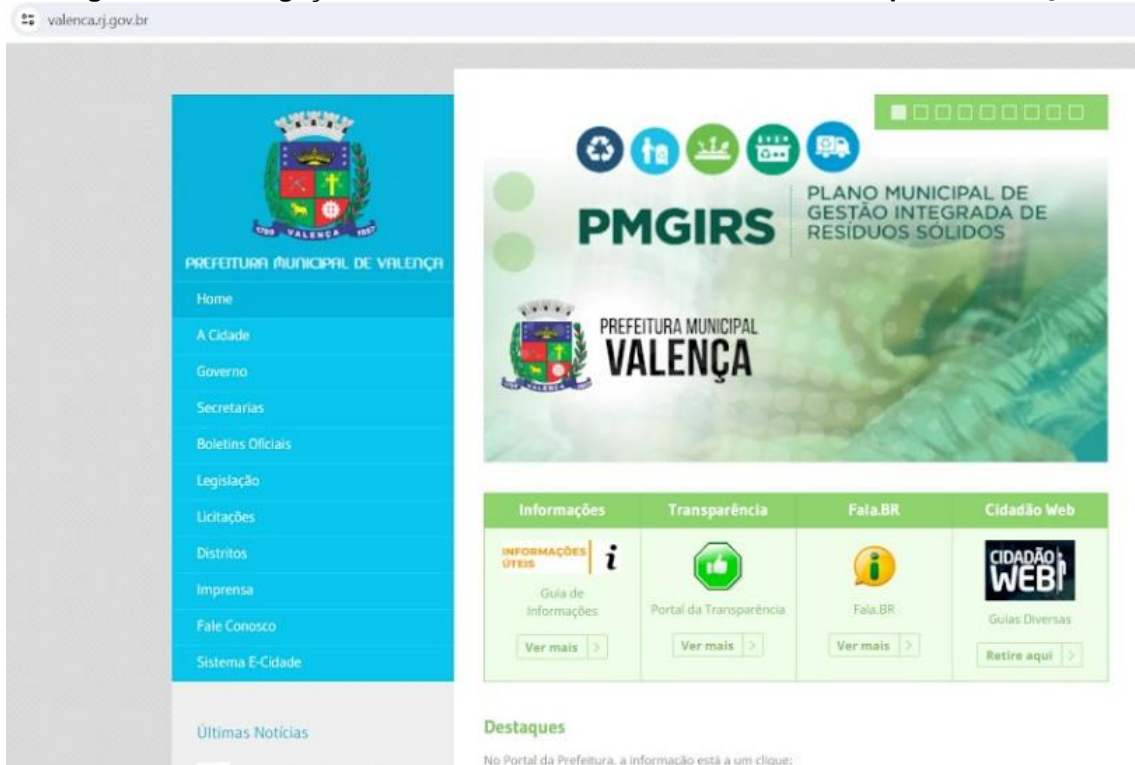 valenca.rj.gov.br
1789 VALENÇA 1857
PREFEITURA MUNICIPAL DE VALENÇA
Home
A Cidade
Governo
Secretarias
Boletins Oficiais
Legislação
Licitações
Distritos
Imprensa
Fale Conosco
Sistema E-Cidade
Últimas Notícias
PMGIRS
PLANO MUNICIPAL DE
GESTÃO INTEGRADA DE
RESÍDUOS SÓLIDOS
PREFEITURA MUNICIPAL
VALENÇA
Informações
INFORMAÇÕES
ÚTEIS
i
Guia de
Informações
Ver mais >
Transparência
Portal da Transparência
Ver mais >
Fala.BR
i
Fala.BR
Ver mais >
Cidadão Web
CIDADÃO
WEB
Guias Diversas
Retire aqui >
Destaques
No Portal da Prefeitura, a informação está a um clique: